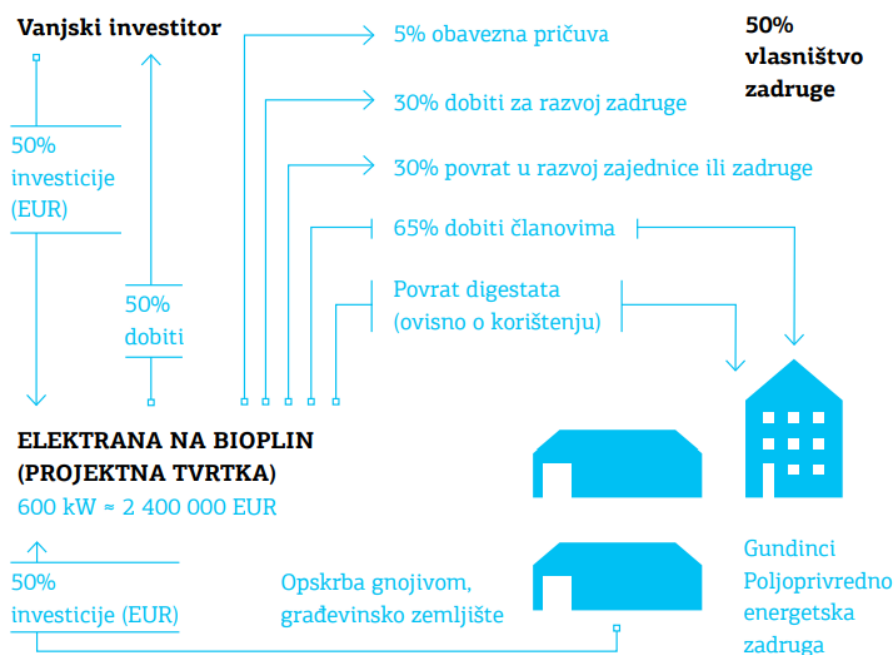 Vanjski investitor
50%
investicije
(EUR)
50%
dobiti
5% obavezna pričuva
30% dobiti za razvoj zadruge
30% povrat u razvoj zajednice ili zadruge
65% dobiti članovima
Povrat digestata
(ovisno o korištenju)
50%
vlasništvo
zadruge
ELEKTRANA NA BIOPLIN
(PROJEKTNA TVRTKA)
600 kW ≈ 2 400 000 EUR
50%
investicije (EUR)
Opskrba gnojivom,
građevinsko zemljište
Gundinci
Poljoprivredno
energetska
zadruga